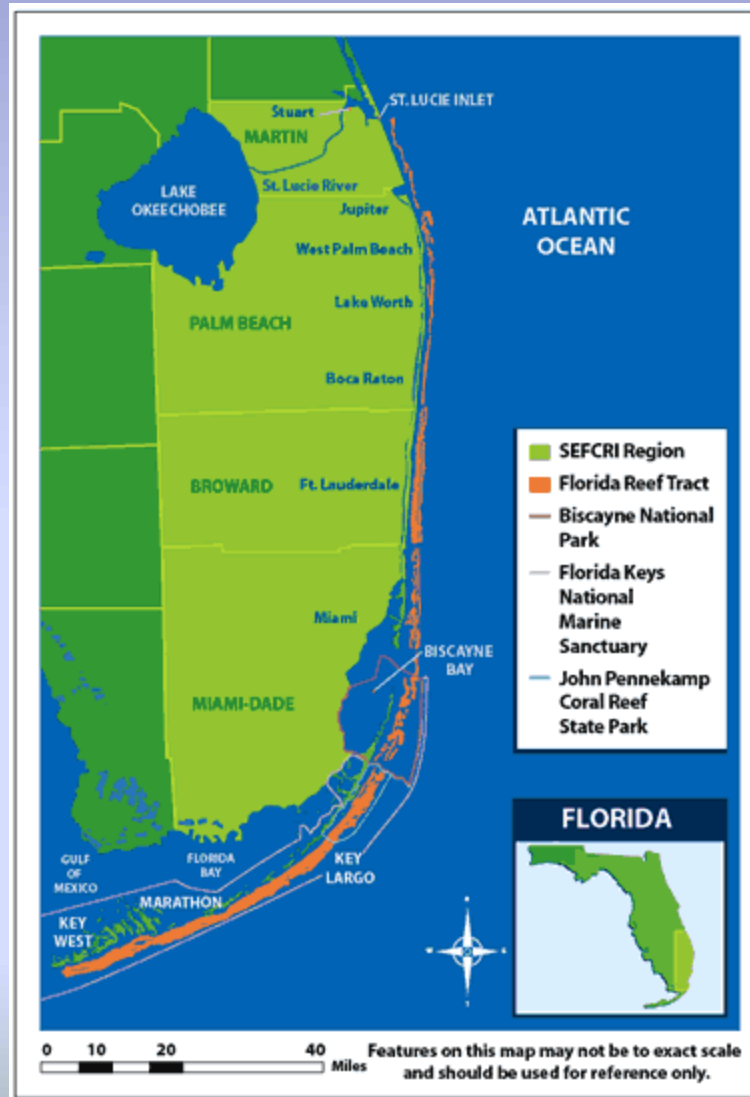 ST. LUCIE INLET
Stuart
MARTIN
St. Lucie River
LAKE
OKEECHOBEE
Jupiter
ATLANTIC
OCEAN
West Palm Beach
Lake Worth
PALM BEACH
Boca Raton
SEFCRI Region
Florida Reef Tract
Biscayne National
Park
Florida Keys
National
Marine
Sanctuary
John Pennekamp
Coral Reef
State Park
BROWARD
Ft. Lauderdale
Miami
BISCAYNE
BAY
MIAMI-DADE
FLORIDA
GULF
OF
MEXICO
FLORIDA
BAY
KEY
LARGO
MARATHON
KEY
WEST
0 10 20 40 Miles
Features on this map may not be to exact scale
and should be used for reference only.